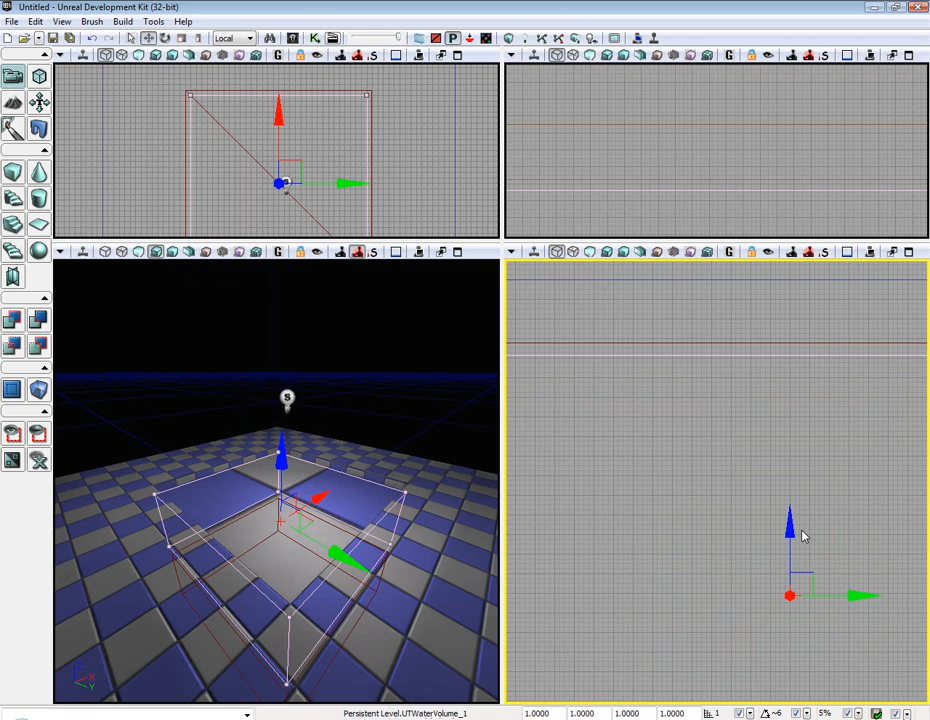 Untitled - Unreal Development Kit (32-bit)
File Edit View Brush Build Tools Help
Local
K P
G S
G S
G S
G S
S
S
X
Y
Z
Persistent Level.UTWaterVolume_1 1.0000 1.0000 1.0000 1.0000 1 ~6 5%